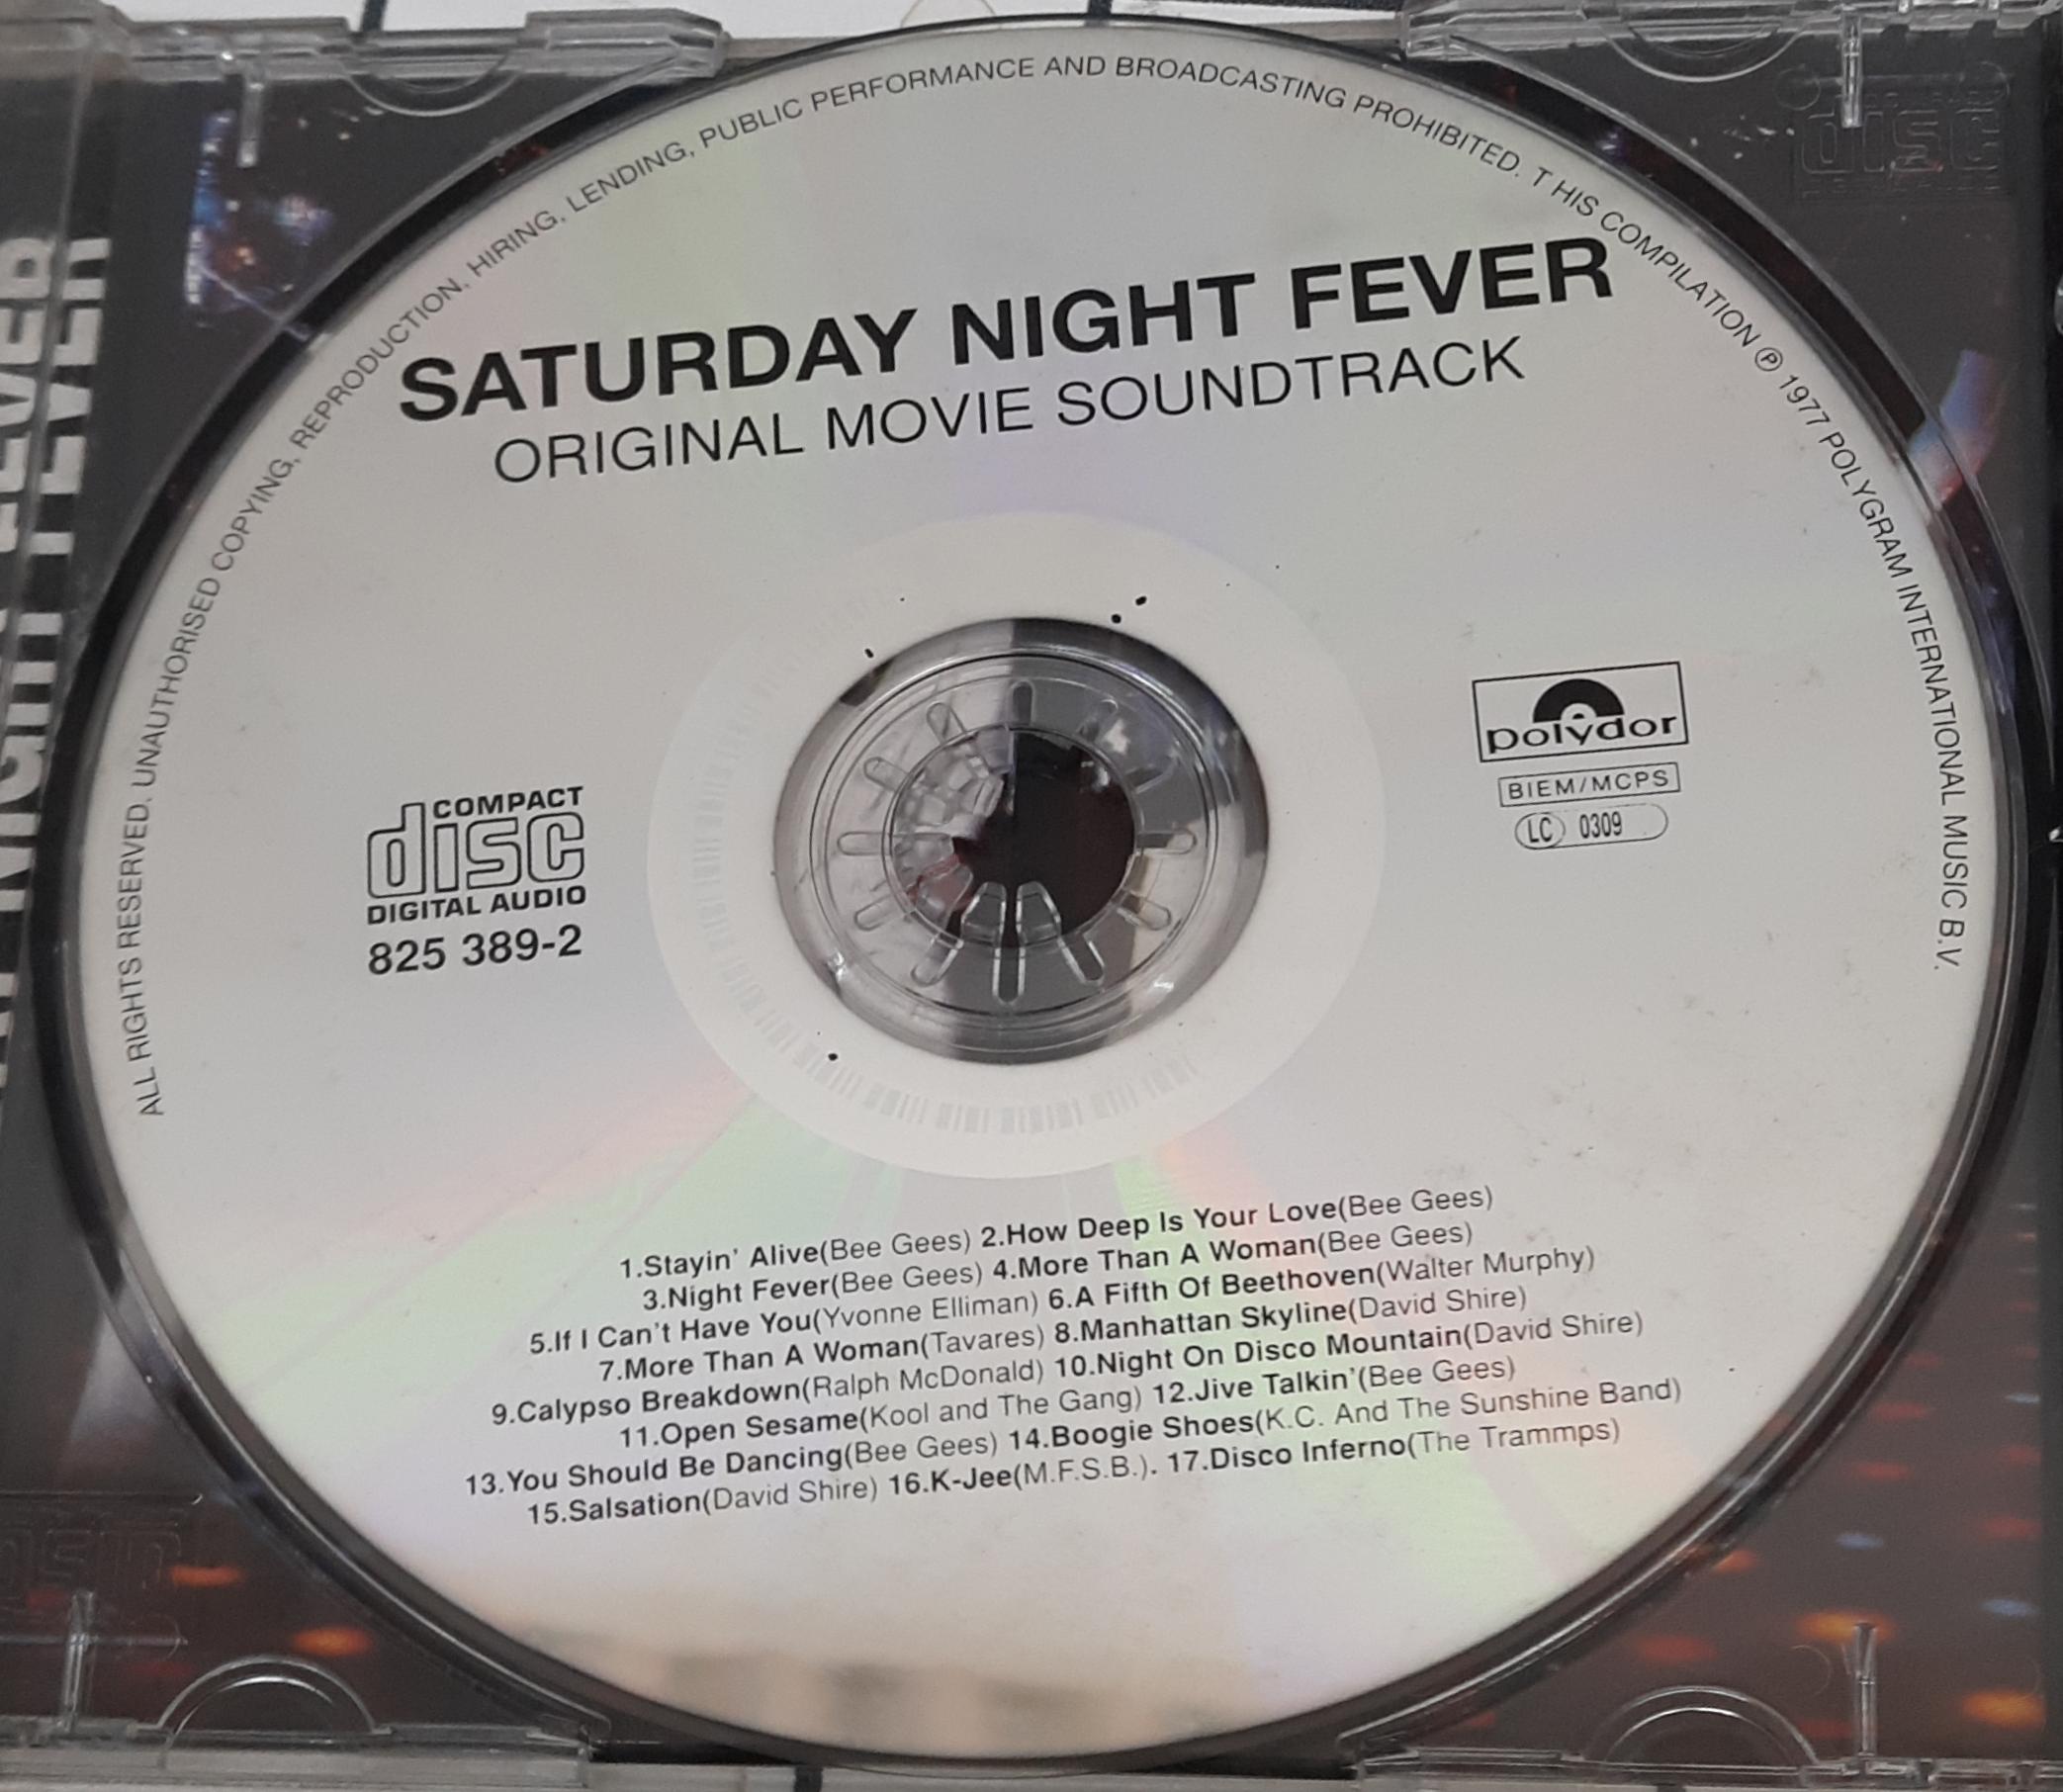 ALL RIGHTS RESERVED. UNAUTHORISED COPYING, REPRODUCTION, HIRING, LENDING, PUBLIC PERFORMANCE AND BROADCASTING PROHIBITED. T HIS COMPILATION ℗ 1977 POLYGRAM INTERNATIONAL MUSIC B.V.
SATURDAY NIGHT FEVER
ORIGINAL MOVIE SOUNDTRACK
COMPACT
disc
DIGITAL AUDIO
825 389-2
polydor
BIEM/MCPS
LC 0309
1.Stayin' Alive(Bee Gees) 2.How Deep Is Your Love(Bee Gees)
3.Night Fever(Bee Gees) 4.More Than A Woman(Bee Gees)
5.If I Can't Have You(Yvonne Elliman) 6.A Fifth Of Beethoven(Walter Murphy)
7.More Than A Woman(Tavares) 8.Manhattan Skyline(David Shire)
9.Calypso Breakdown(Ralph McDonald) 10.Night On Disco Mountain(David Shire)
11.Open Sesame(Kool and The Gang) 12.Jive Talkin'(Bee Gees)
13.You Should Be Dancing(Bee Gees) 14.Boogie Shoes(K.C. And The Sunshine Band)
15.Salsation(David Shire) 16.K-Jee(M.F.S.B.). 17.Disco Inferno(The Trammps)
disc